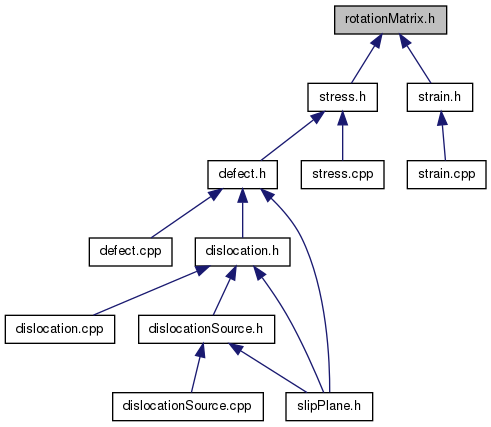 rotationMatrix.h
stress.h
strain.h
defect.h
stress.cpp
strain.cpp
defect.cpp
dislocation.h
dislocation.cpp
dislocationSource.h
dislocationSource.cpp
slipPlane.h